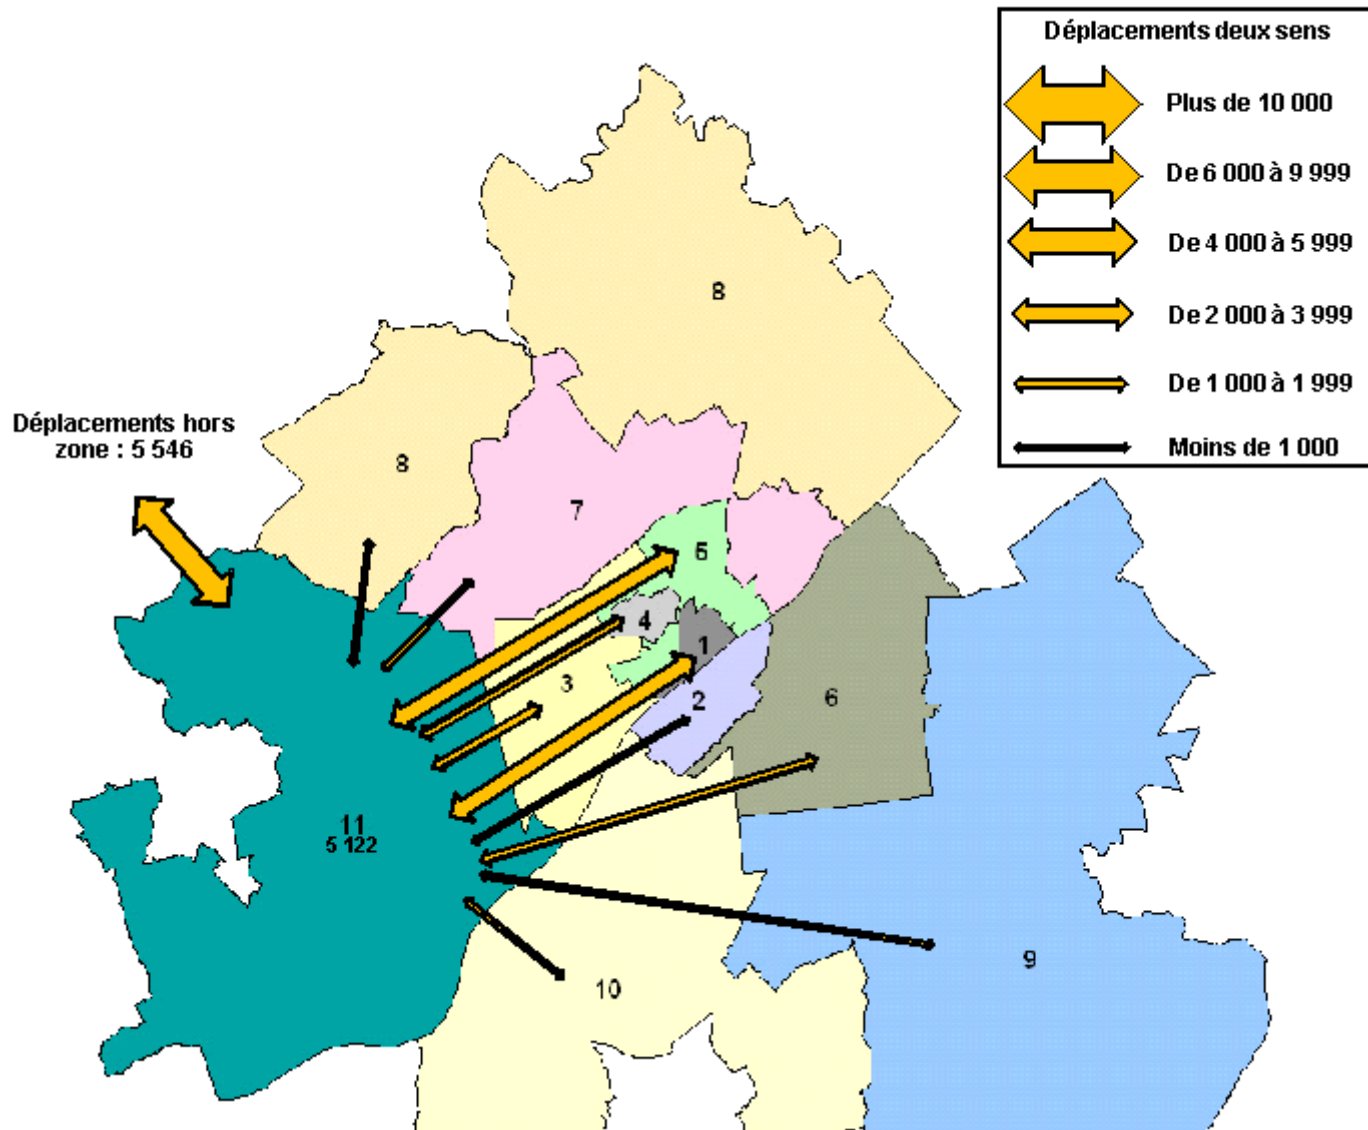 Déplacements deux sens
Plus de 10 000
De 6 000 à 9 999
De 4 000 à 5 999
De 2 000 à 3 999
De 1 000 à 1 999
Moins de 1 000
Déplacements hors
zone : 5 546
8
8
7
5
4
1
3
2
6
11
5 122
9
10